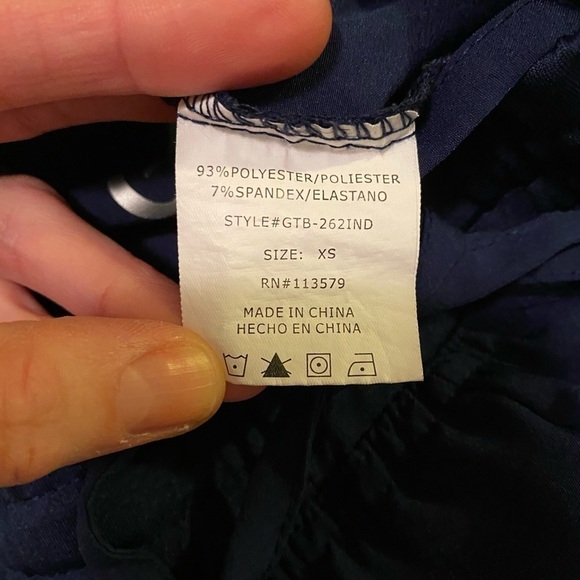 93%POLYESTER/POLIESTER
7%SPANDEX/ELASTANO
STYLE#GTB-262IND
SIZE: XS
RN#113579
MADE IN CHINA
HECHO EN CHINA